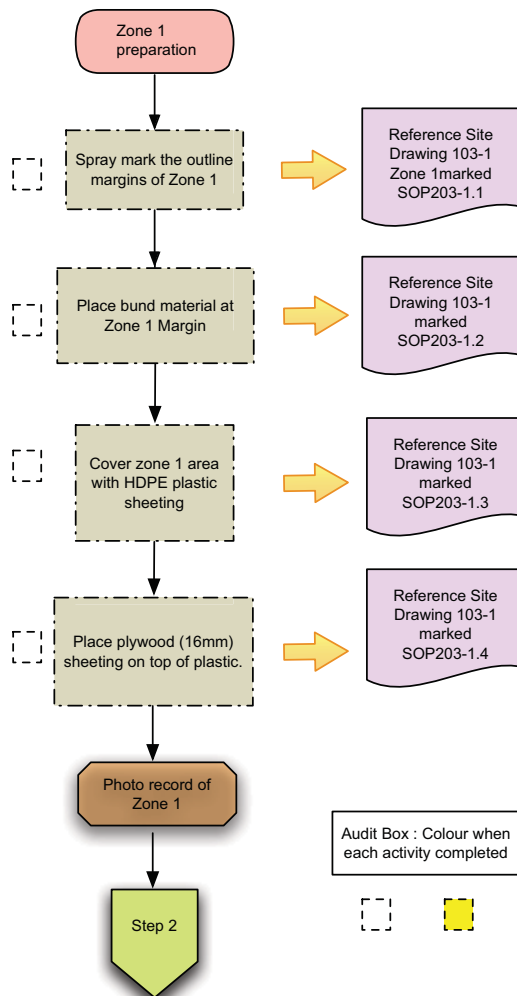 Zone 1
preparation
Spray mark the outline
margins of Zone 1
Reference Site
Drawing 103-1
Zone 1marked
SOP203-1.1
Place bund material at
Zone 1 Margin
Reference Site
Drawing 103-1
marked
SOP203-1.2
Cover zone 1 area
with HDPE plastic
sheeting
Reference Site
Drawing 103-1
marked
SOP203-1.3
Place plywood (16mm)
sheeting on top of plastic.
Reference Site
Drawing 103-1
marked
SOP203-1.4
Photo record of
Zone 1
Audit Box : Colour when
each activity completed
Step 2